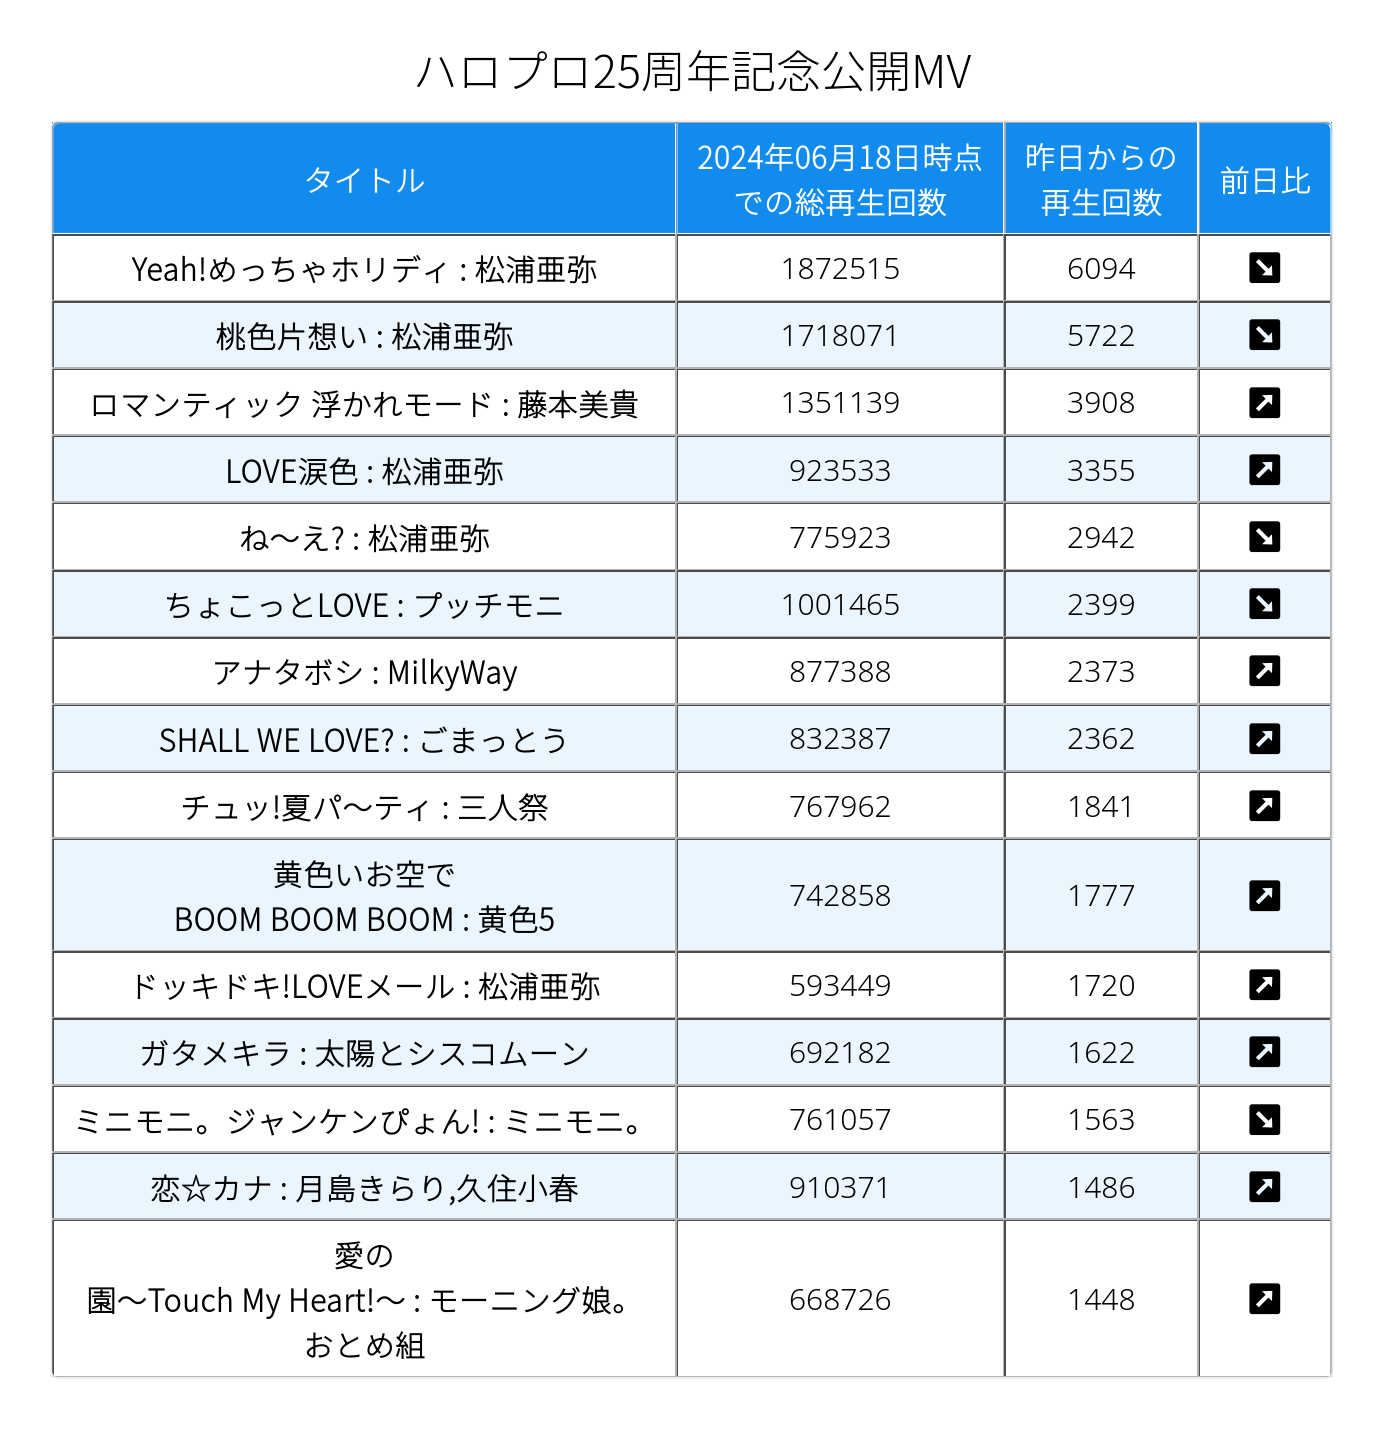 ハロプロ25周年記念公開MV
タイトル
2024年06月18日時点
での総再生回数
昨日からの
再生回数
前日比
Yeah!めっちゃホリディ : 松浦亜弥 1872515 6094
桃色片想い : 松浦亜弥 1718071 5722
ロマンティック 浮かれモード : 藤本美貴 1351139 3908
LOVE涙色 : 松浦亜弥 923533 3355
ね〜え? : 松浦亜弥 775923 2942
ちょこっとLOVE : プッチモニ 1001465 2399
アナタボシ : MilkyWay 877388 2373
SHALL WE LOVE? : ごまっとう 832387 2362
チュッ!夏パ〜ティ : 三人祭 767962 1841
黄色いお空で
BOOM BOOM BOOM : 黄色5 742858 1777
ドッキドキ!LOVEメール : 松浦亜弥 593449 1720
ガタメキラ : 太陽とシスコムーン 692182 1622
ミニモニ。ジャンケンぴょん! : ミニモニ。 761057 1563
恋☆カナ : 月島きらり,久住小春 910371 1486
愛の
園〜Touch My Heart!〜 : モーニング娘。 668726 1448
おとめ組